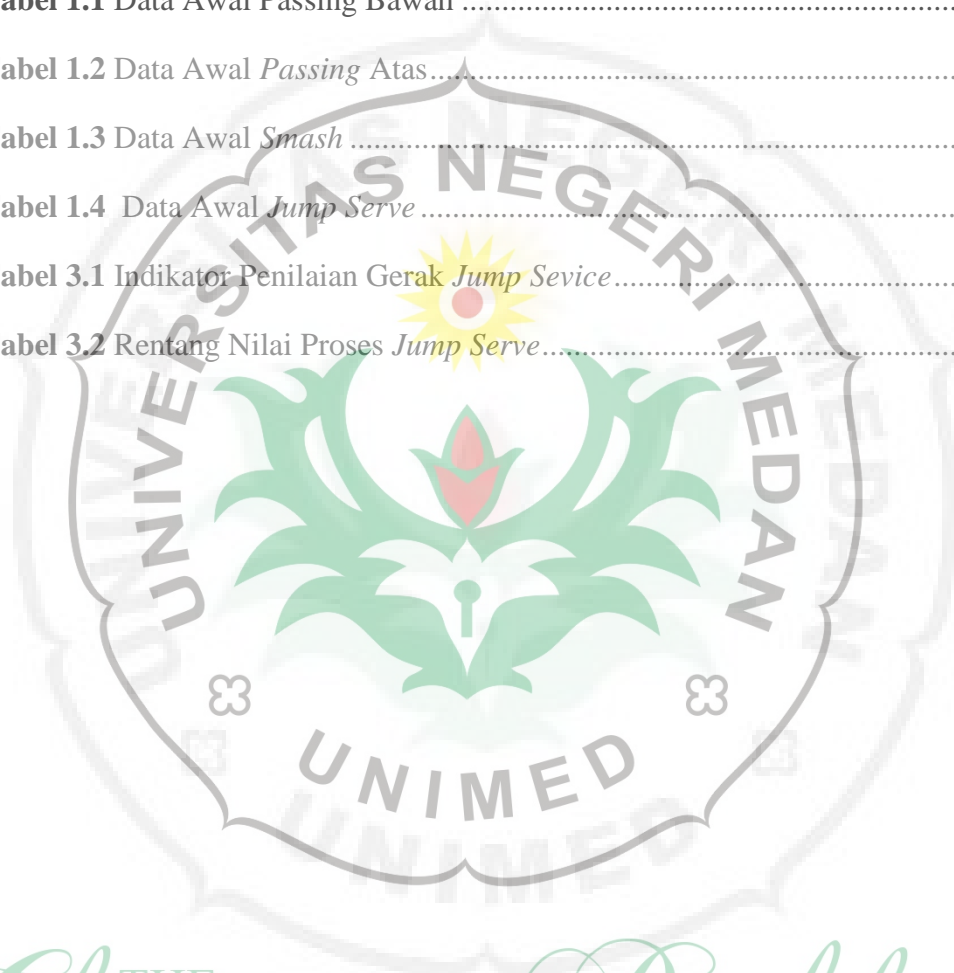 abel 1.1 Data Awal Passing Bawah ........................................................
abel 1.2 Data Awal Passing Atas........................................................
abel 1.3 Data Awal Smash ........................................................
abel 1.4 Data Awal Jump Serve ........................................................
abel 3.1 Indikator Penilaian Gerak Jump Sevice........................................................
abel 3.2 Rentang Nilai Proses Jump Serve........................................................
UNIVERSITAS NEGERI MEDAN
UNIMED
THE